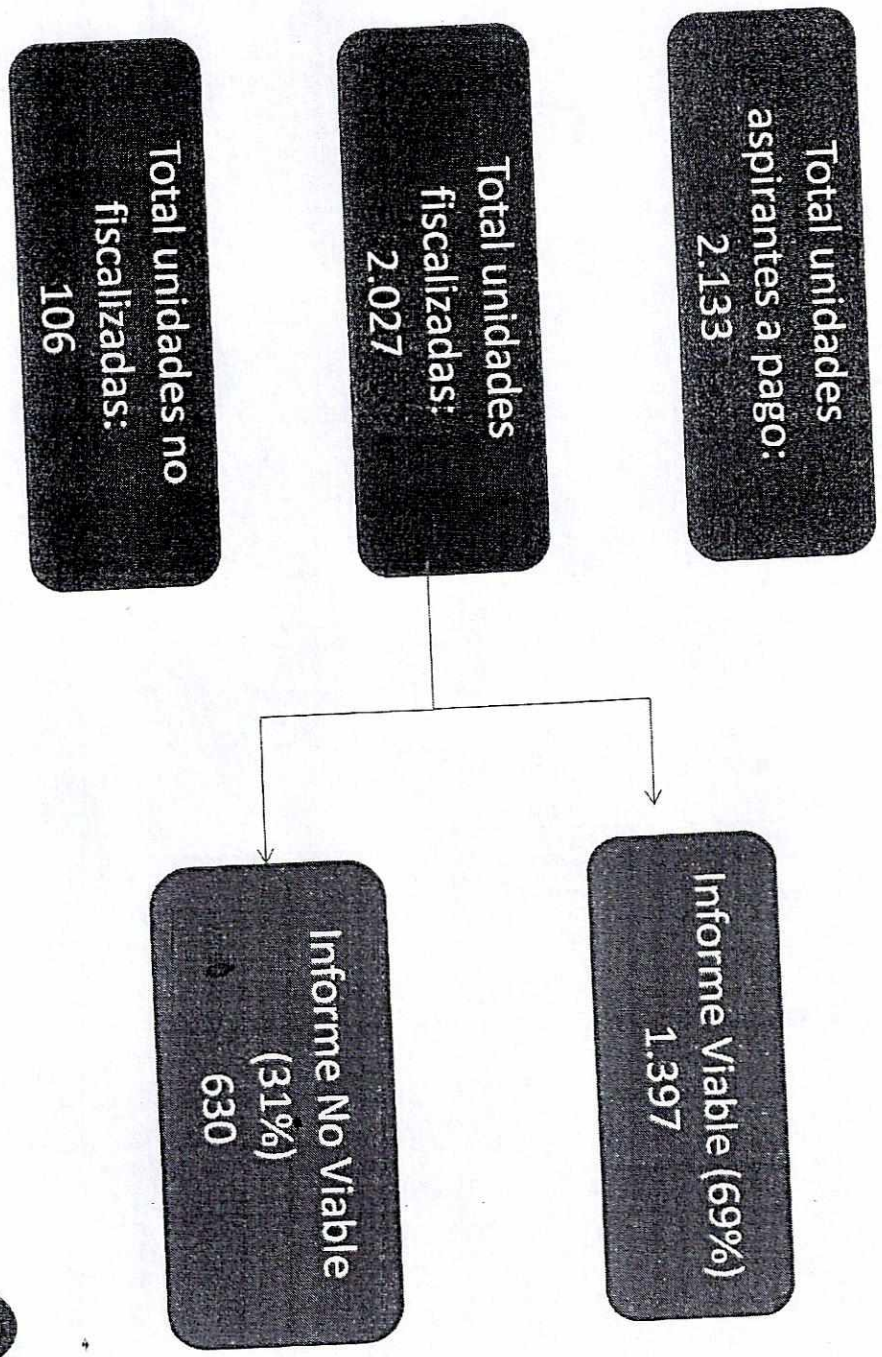 Total unidades
aspirantes a pago:
2.133
Total unidades
fiscalizadas:
2.027
Total unidades no
fiscalizadas:
106
Informe Viable (69%)
1.397
Informe No Viable
(31%)
630